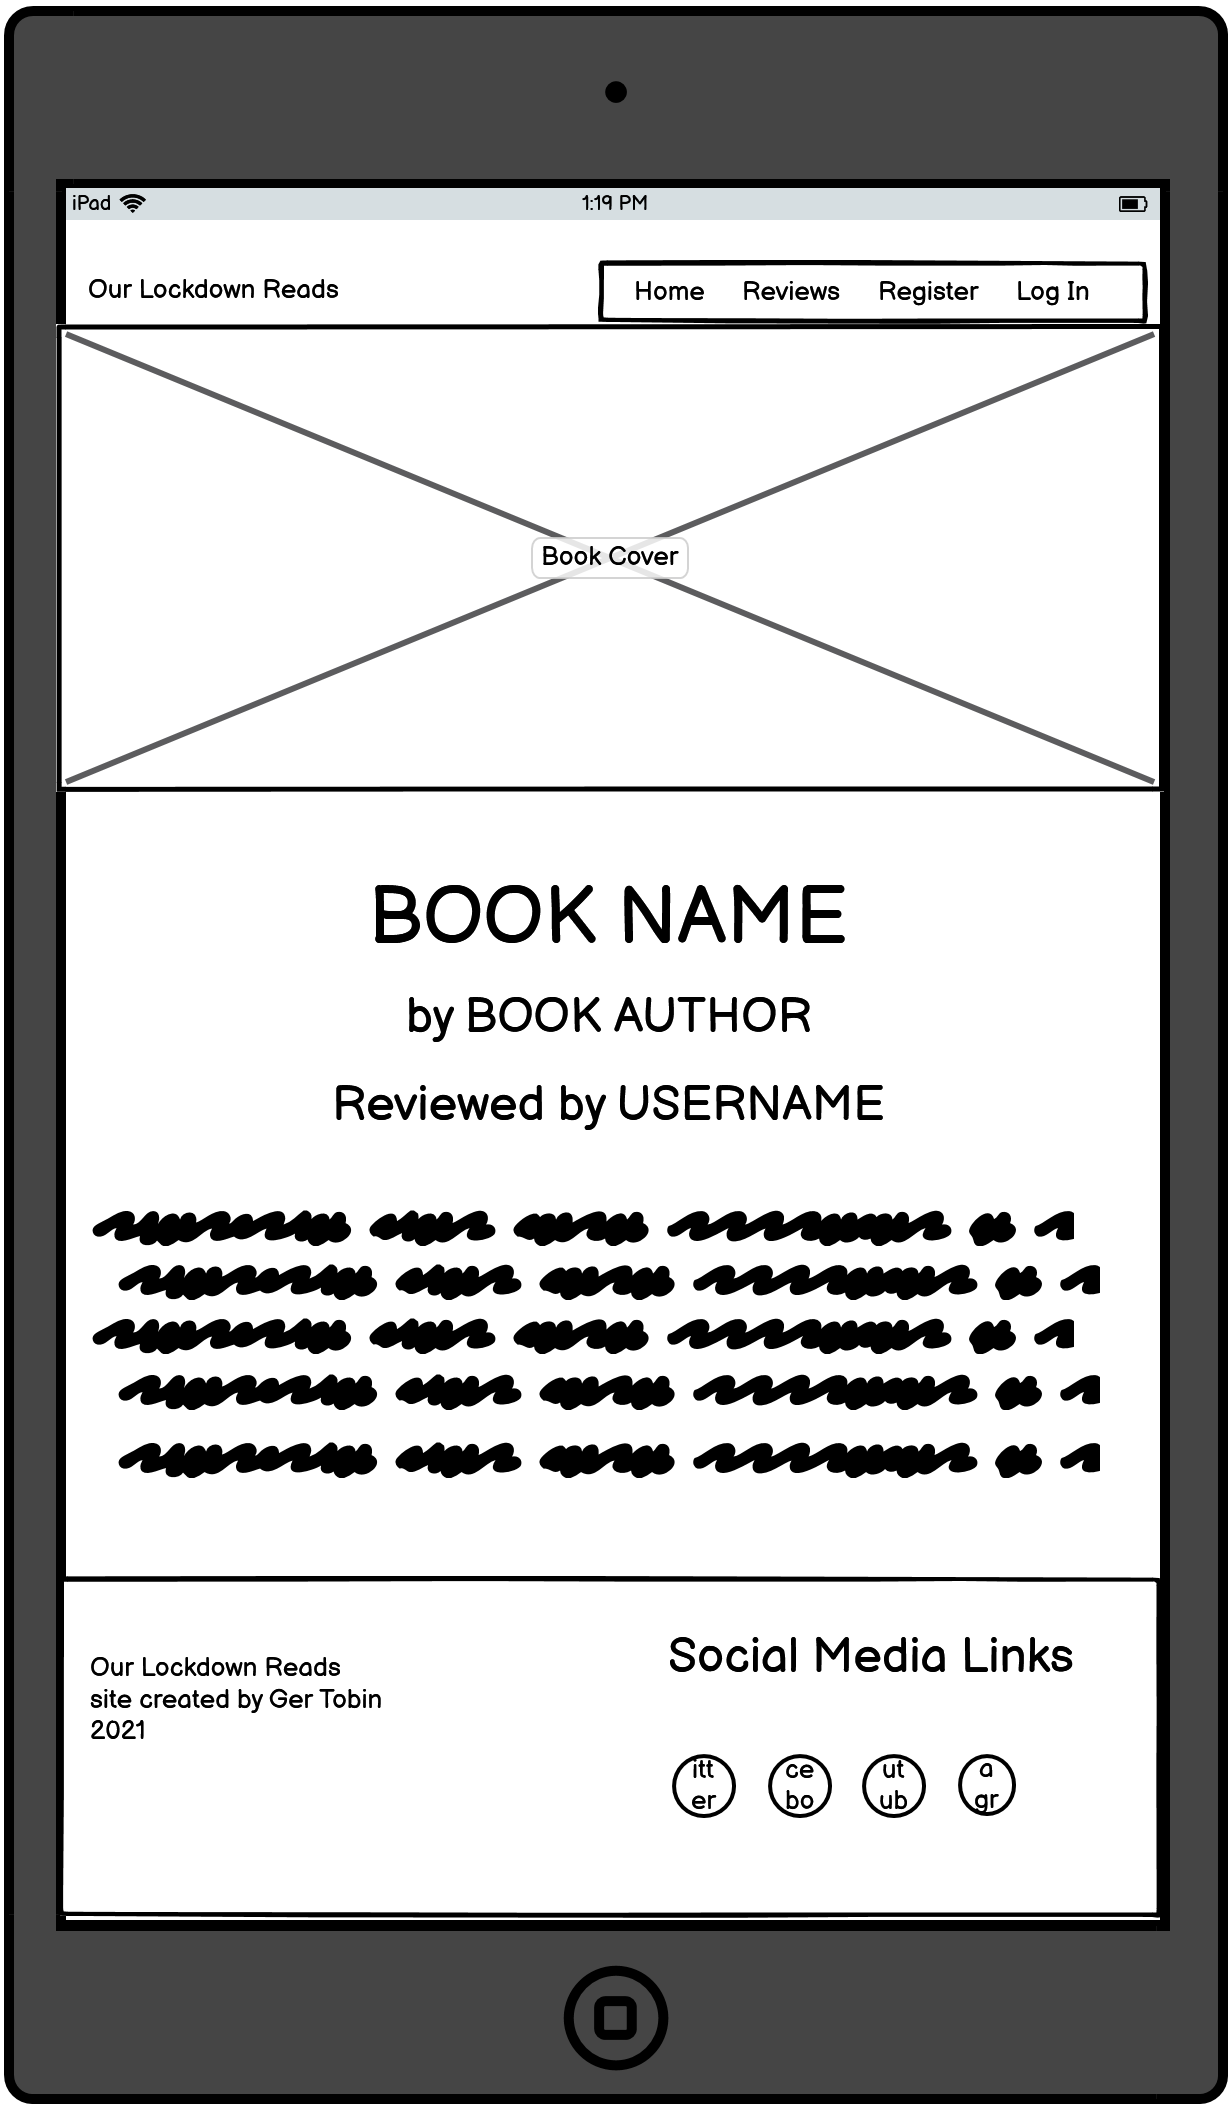 iPad 1:19 PM
Our Lockdown Reads
Home Reviews Register Log In
Book Cover
BOOK NAME
by BOOK AUTHOR
Reviewed by USERNAME
Our Lockdown Reads
site created by Ger Tobin
2021
Social Media Links
itt ce ut a
er bo ub gr